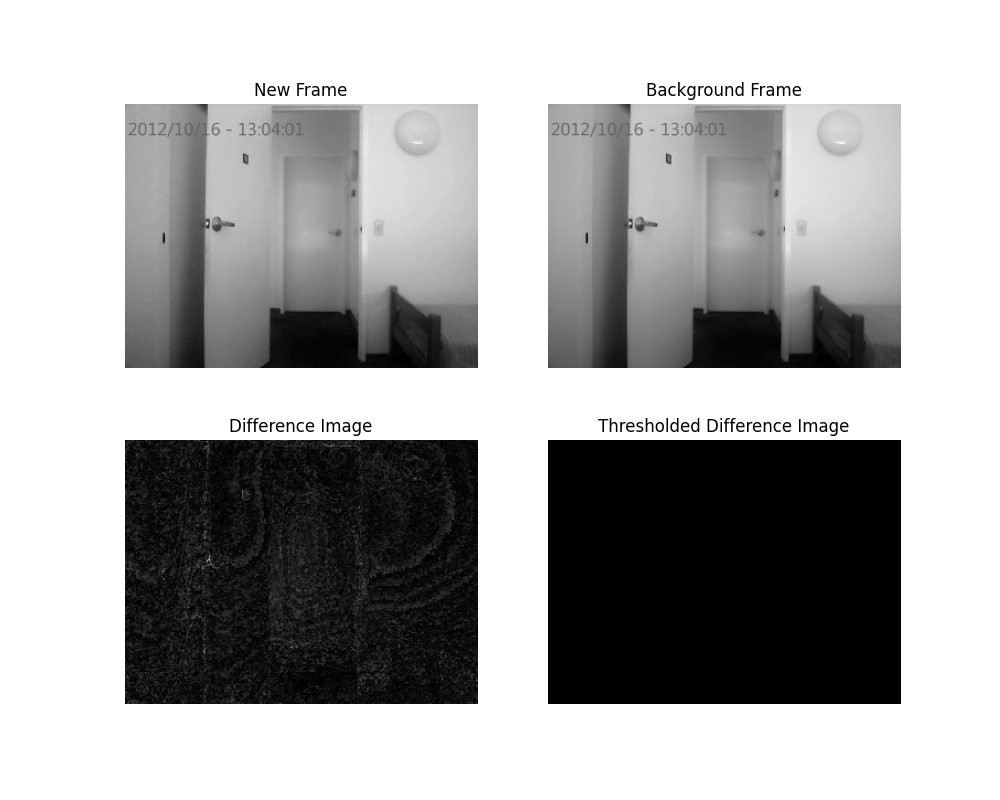 New Frame
Background Frame
2012/10/16 - 13:04:01
2012/10/16 - 13:04:01
Difference Image
Thresholded Difference Image